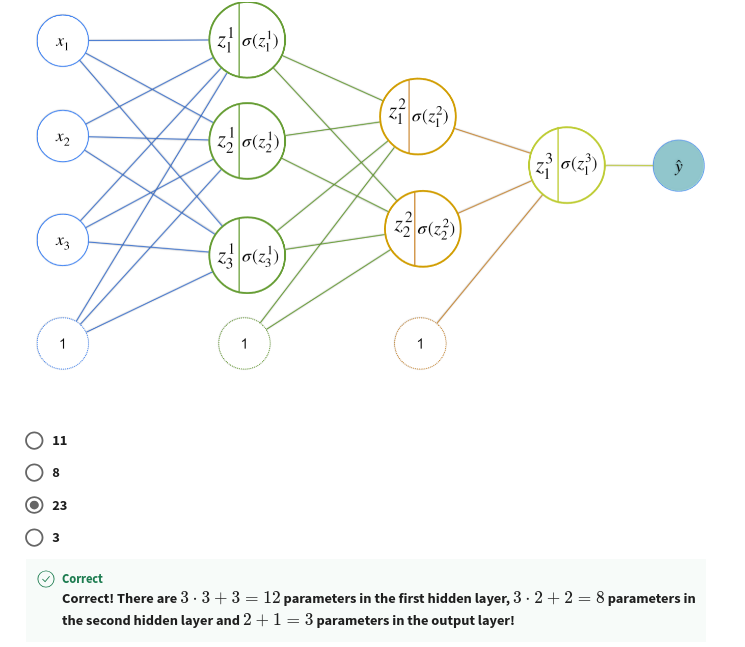 x₁ z₁¹ σ(z₁¹)
z₁² σ(z₁²)
x₂ z₂¹ σ(z₂¹)
z₁³ σ(z₁³) ŷ
z₂² σ(z₂²)
x₃ z₃¹ σ(z₃¹)
1 1 1
11
8
23
3
Correct
Correct! There are 3 · 3 + 3 = 12 parameters in the first hidden layer, 3 · 2 + 2 = 8 parameters in
the second hidden layer and 2 + 1 = 3 parameters in the output layer!